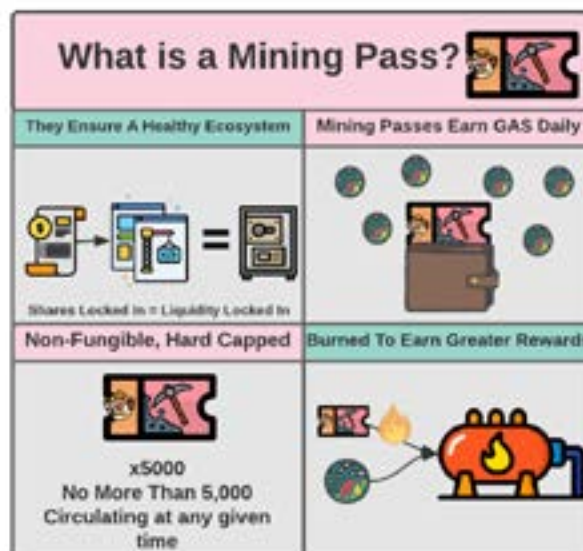 What is a Mining Pass?
They Ensure A Healthy Ecosystem
Mining Passes Earn GAS Daily
Shares Locked In = Liquidity Locked In
Non-Fungible, Hard Capped
Burned To Earn Greater Rewards
x5000
No More Than 5,000
Circulating at any given
time